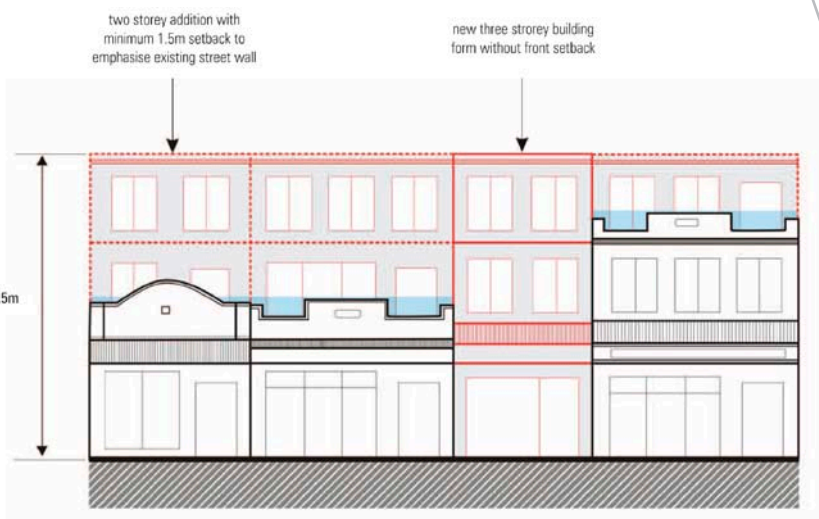 two storey addition with
minimum 1.5m setback to
emphasise existing street wall
new three strorey building
form without front setback
5m